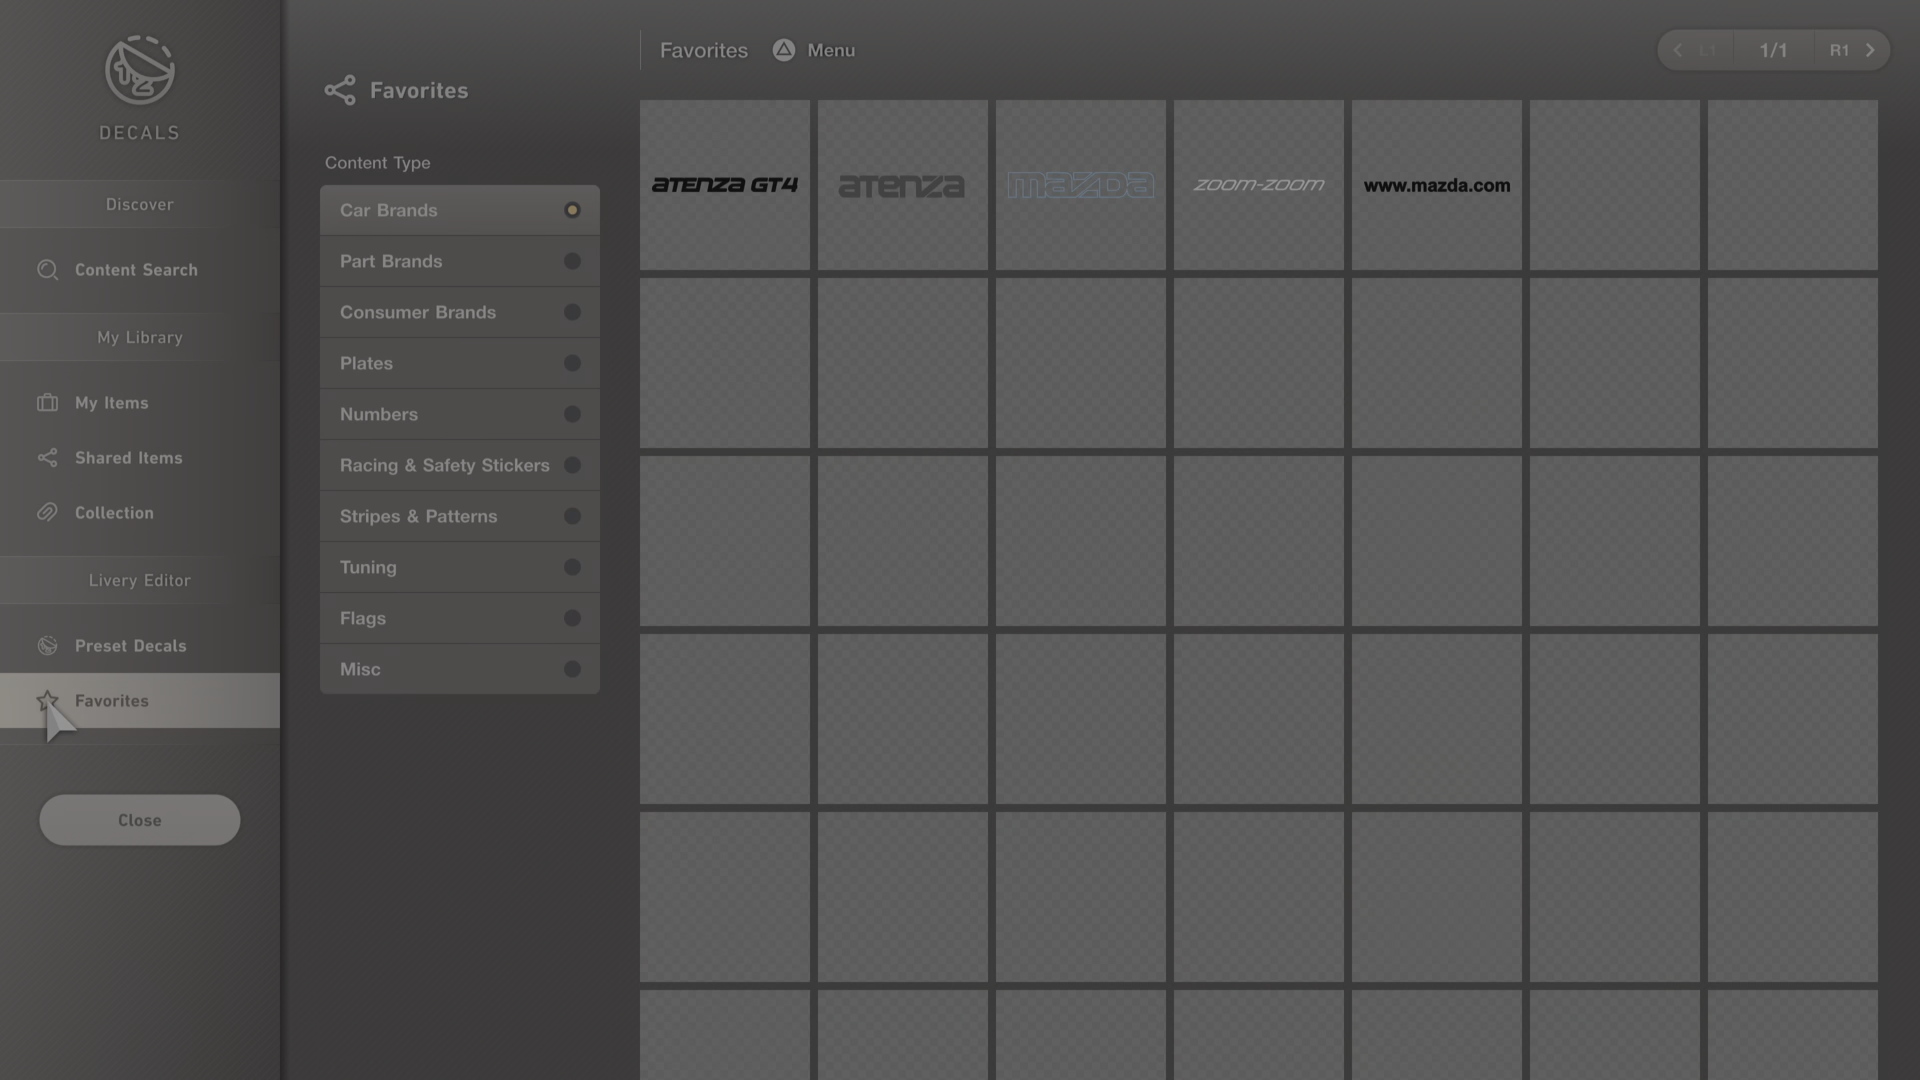 DECALS
Discover
Content Search
My Library
My Items
Shared Items
Collection
Livery Editor
Preset Decals
Favorites
Close
Favorites
Content Type
Car Brands
Part Brands
Consumer Brands
Plates
Numbers
Racing & Safety Stickers
Stripes & Patterns
Tuning
Flags
Misc
Favorites Menu
L1 1/1 R1
ATENZA GT4
ATENZA
mazda
ZOOM-ZOOM
www.mazda.com